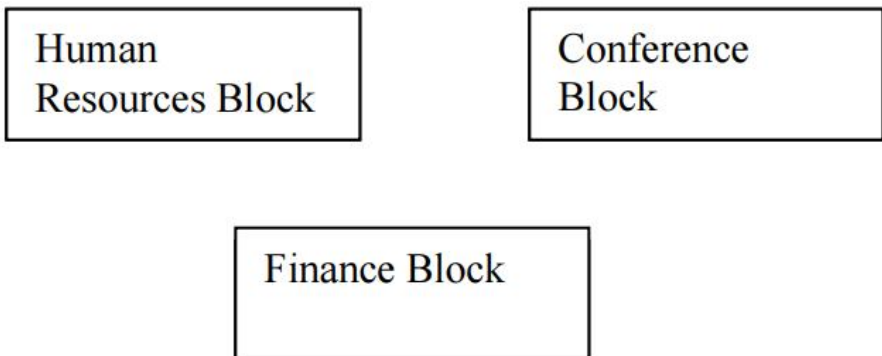 Human
Resources Block
Conference
Block
Finance Block